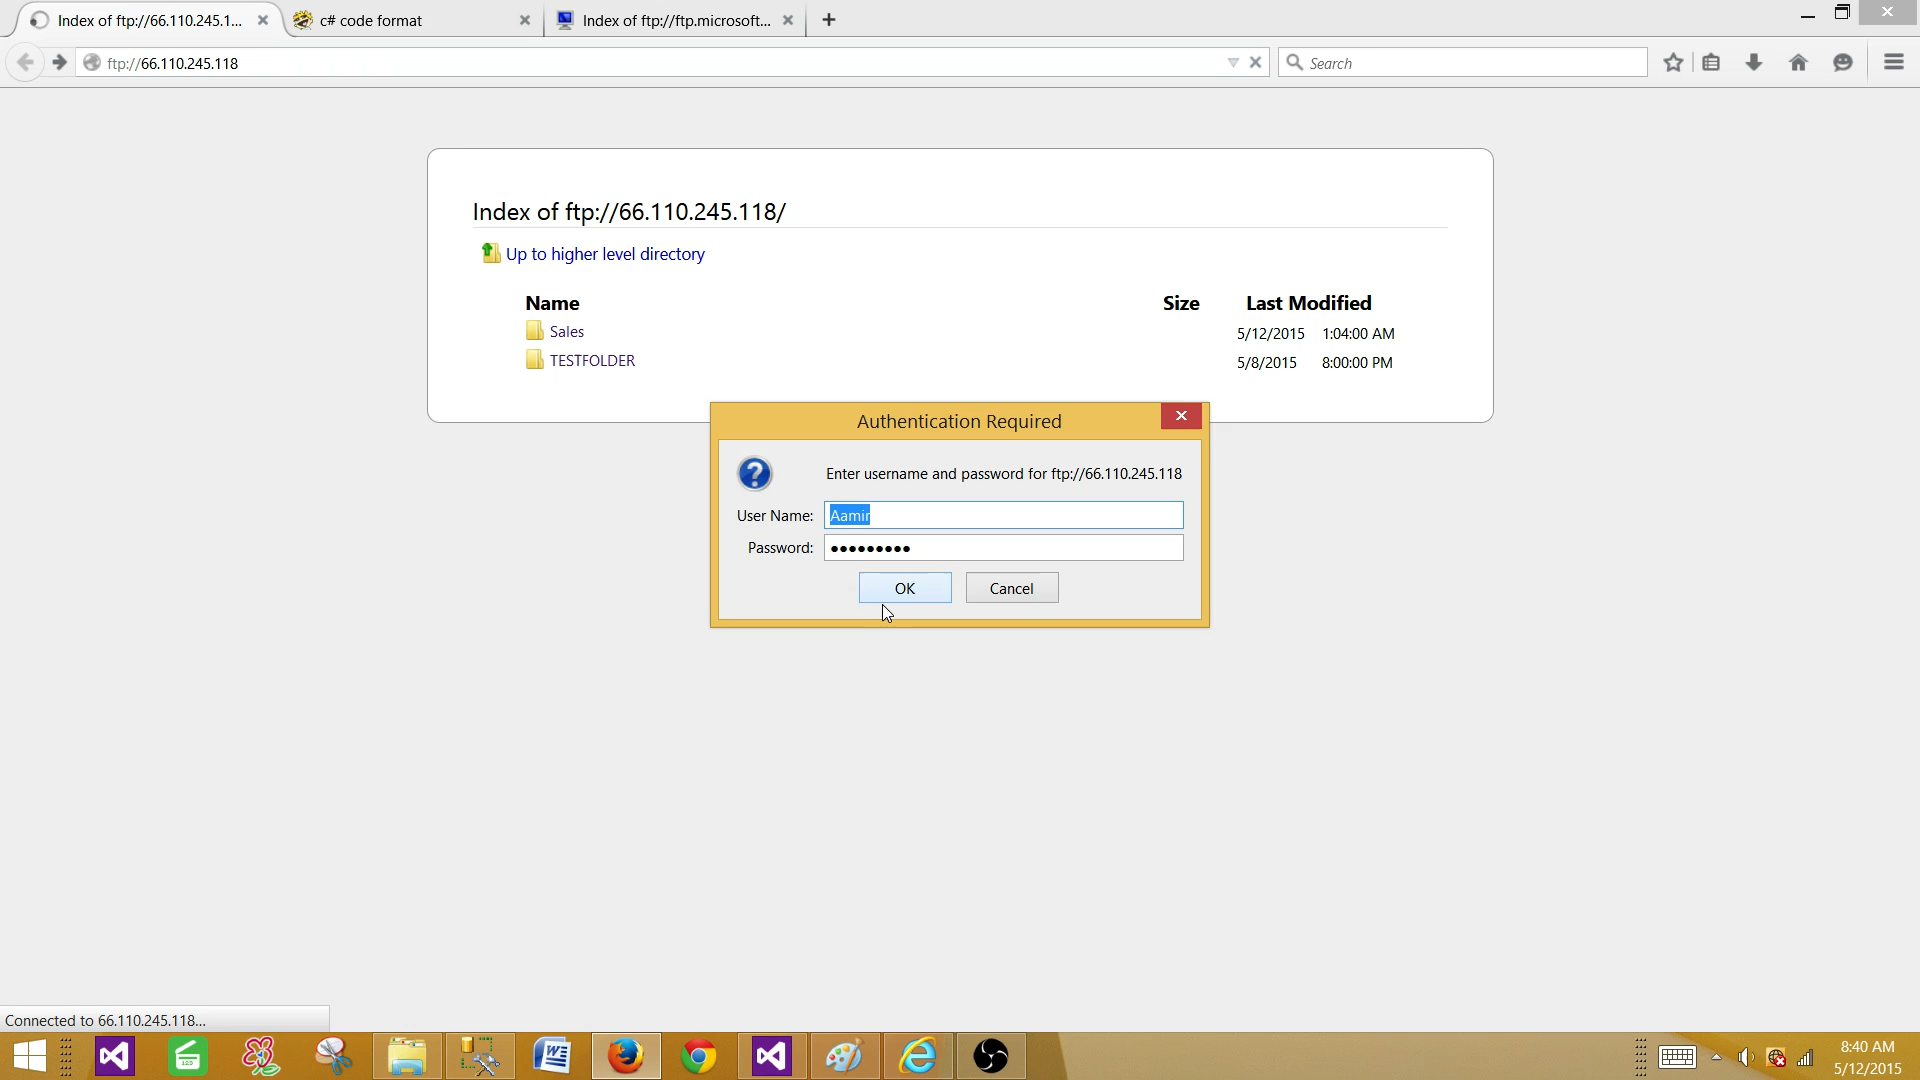 Index of ftp://66.110.245.1...
c# code format
Index of ftp://ftp.microsoft...
ftp://66.110.245.118
Search
Index of ftp://66.110.245.118/
Up to higher level directory
Name Size Last Modified
Sales 5/12/2015 1:04:00 AM
TESTFOLDER 5/8/2015 8:00:00 PM
Authentication Required
Enter username and password for ftp://66.110.245.118
User Name: Aamir
Password: ●●●●●●●●●
OK Cancel
Connected to 66.110.245.118...
8:40 AM
5/12/2015